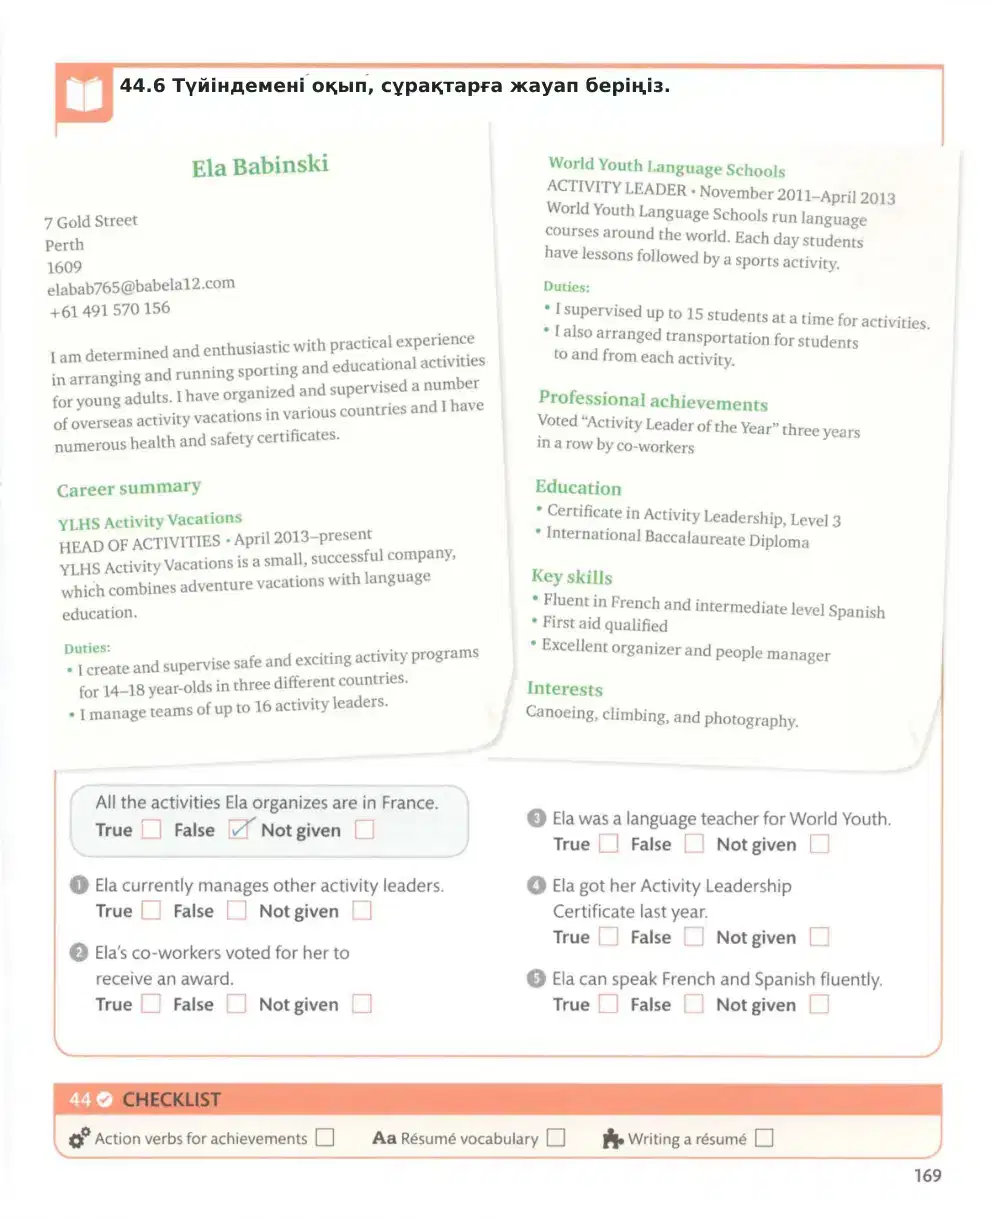 44.6 Түйіндемені оқып, сұрақтарға жауап беріңіз.
Ela Babinski
7 Gold Street
Perth
1609
elabab765@babela12.com
+61 491 570 156
I am determined and enthusiastic with practical experience
in arranging and running sporting and educational activities
for young adults. I have organized and supervised a number
of overseas activity vacations in various countries and I have
numerous health and safety certificates.
Career summary
YLHS Activity Vacations
HEAD OF ACTIVITIES • April 2013–present
YLHS Activity Vacations is a small, successful company,
which combines adventure vacations with language
education.
Duties:
• I create and supervise safe and exciting activity programs
for 14–18 year-olds in three different countries.
• I manage teams of up to 16 activity leaders.
World Youth Language Schools
ACTIVITY LEADER • November 2011–April 2013
World Youth Language Schools run language
courses around the world. Each day students
have lessons followed by a sports activity.
Duties:
• I supervised up to 15 students at a time for activities.
• I also arranged transportation for students
to and from each activity.
Professional achievements
Voted “Activity Leader of the Year” three years
in a row by co-workers
Education
• Certificate in Activity Leadership, Level 3
• International Baccalaureate Diploma
Key skills
• Fluent in French and intermediate level Spanish
• First aid qualified
• Excellent organizer and people manager
Interests
Canoeing, climbing, and photography.
All the activities Ela organizes are in France.
True False Not given
1 Ela currently manages other activity leaders.
True False Not given
2 Ela’s co-workers voted for her to
receive an award.
True False Not given
3 Ela was a language teacher for World Youth.
True False Not given
4 Ela got her Activity Leadership
Certificate last year.
True False Not given
5 Ela can speak French and Spanish fluently.
True False Not given
44 CHECKLIST
Action verbs for achievements Aa Résumé vocabulary Writing a résumé
169